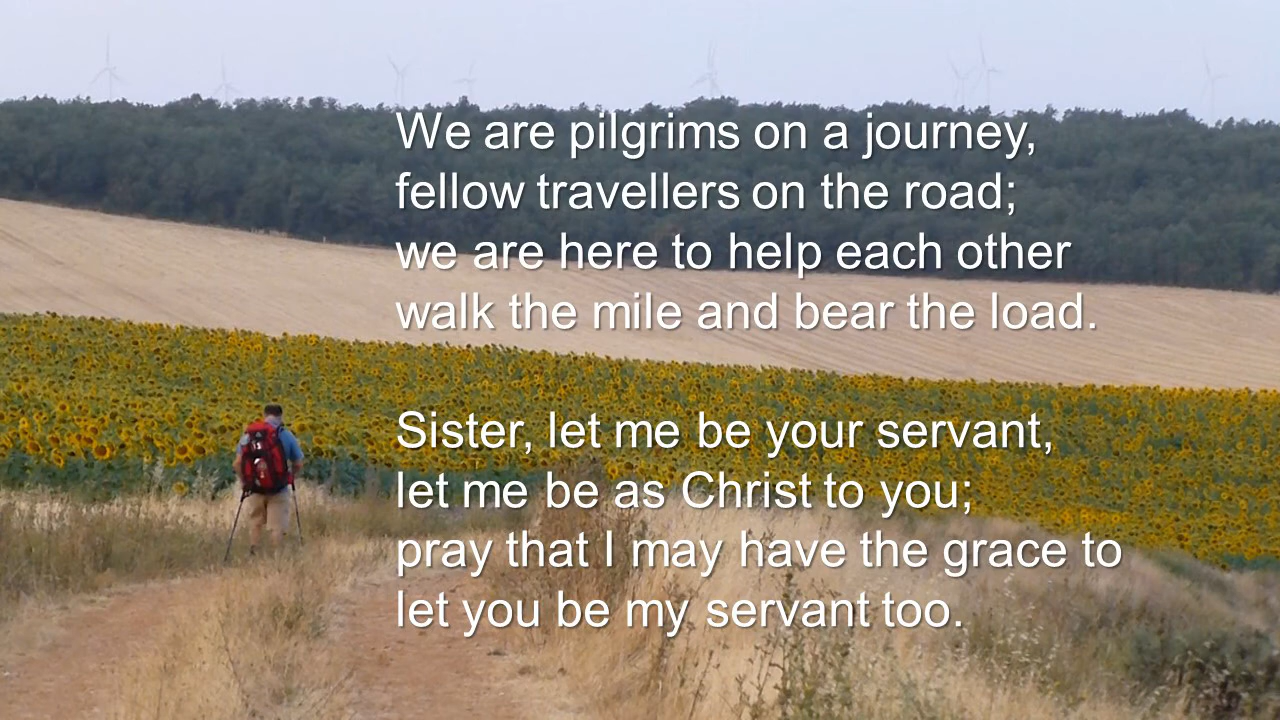 We are pilgrims on a journey,
fellow travellers on the road;
we are here to help each other
walk the mile and bear the load.
Sister, let me be your servant,
let me be as Christ to you;
pray that I may have the grace to
let you be my servant too.